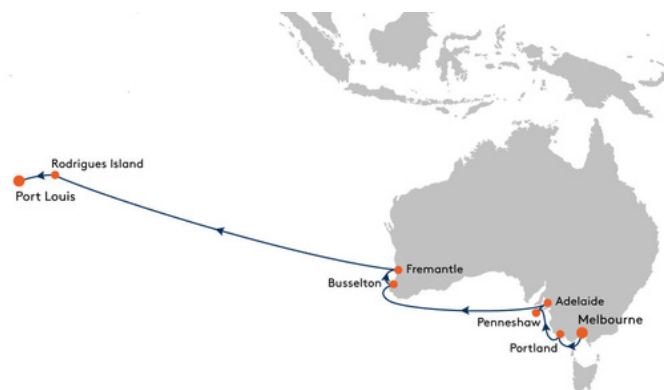 Rodrigues Island
Port Louis
Fremantle
Busselton
Adelaide
Penneshaw
Melbourne
Portland